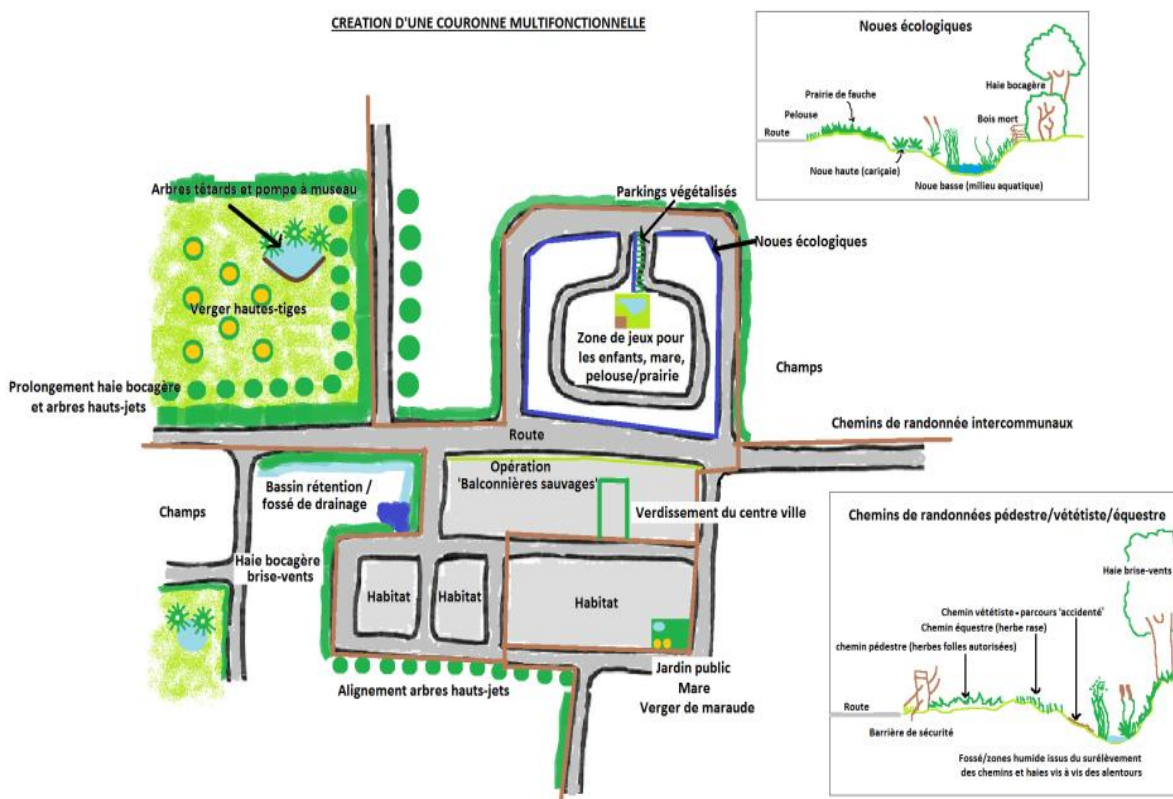 CREATION D'UNE COURONNE MULTIFONCTIONNELLE
Noues écologiques
Haie bocagère
Prairie de fauche
Pelouse
Bois mort
Route
Noue haute (cariçaie)
Noue basse (milieu aquatique)
Arbres têtards et pompe à museau
Parkings végétalisés
Noues écologiques
Verger hautes-tiges
Zone de jeux pour
les enfants, mare,
pelouse/prairie
Champs
Prolongement haie bocagère
et arbres hauts-jets
Chemins de randonnée intercommunaux
Route
Opération
'Balconnières sauvages'
Bassin rétention /
fossé de drainage
Champs
Verdissement du centre ville
Haie bocagère
brise-vents
Habitat
Habitat
Habitat
Jardin public
Mare
Verger de maraude
Alignement arbres hauts-jets
Chemins de randonnées pédestre/vététiste/équestre
Haie brise-vents
Chemin vététiste - parcours 'accidenté'
Chemin équestre (herbe rase)
chemin pédestre (herbes folles autorisées)
Route
Barrière de sécurité
Fossé/zones humide issus du surélèvement
des chemins et haies vis à vis des alentours